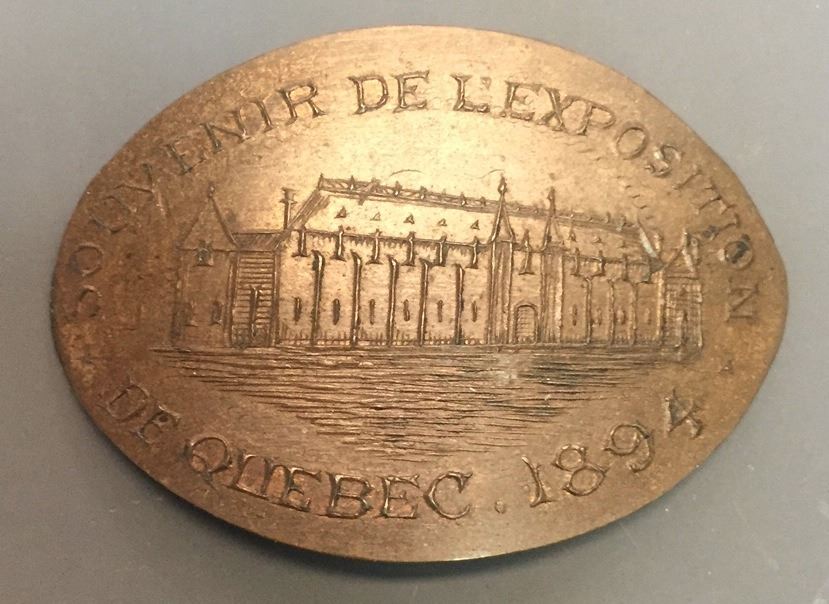 SOUVENIR DE L'EXPOSITION
DE QUEBEC. 1894